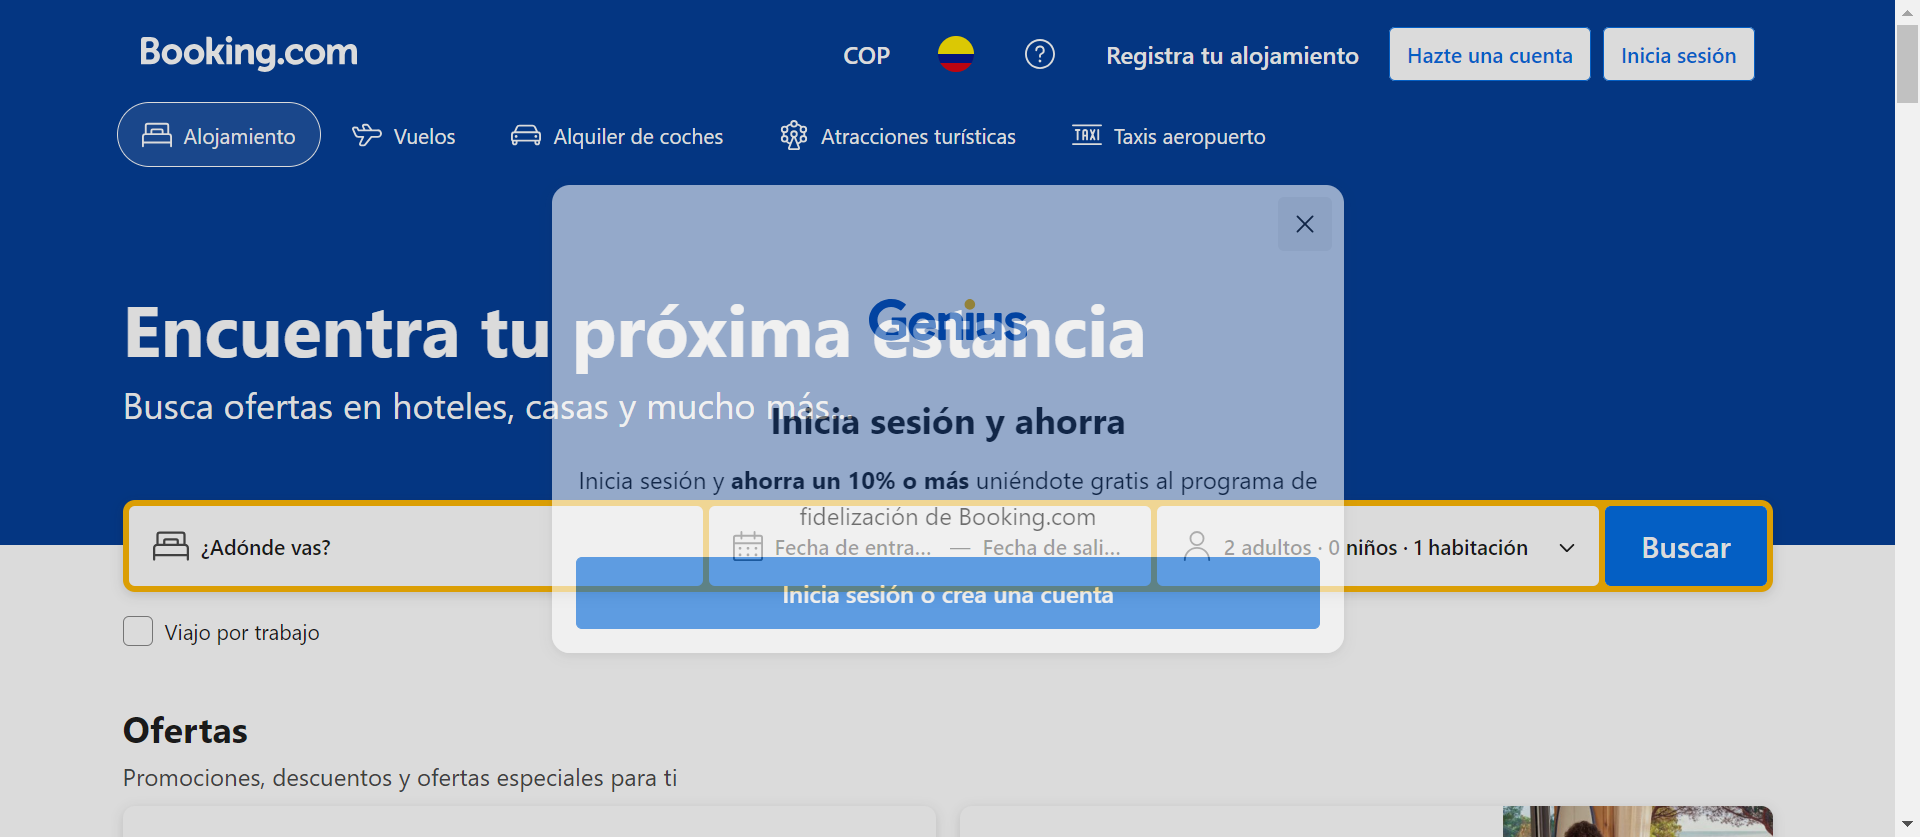 Booking.com
COP
Registra tu alojamiento
Hazte una cuenta
Inicia sesión
Alojamiento
Vuelos
Alquiler de coches
TAXI
Atracciones turísticas
Taxis aeropuerto
Encuentra tu próxima estancia
Busca ofertas en hoteles, casas y mucho más...
Genius
Inicia sesión y ahorra
Inicia sesión y ahorra un 10% o más uniéndote gratis al programa de
fidelización de Booking.com
¿Adónde vas?
Fecha de entra... — Fecha de sali...
2 adultos · 0 niños · 1 habitación
Buscar
Inicia sesión o crea una cuenta
Viajo por trabajo
Ofertas
Promociones, descuentos y ofertas especiales para ti